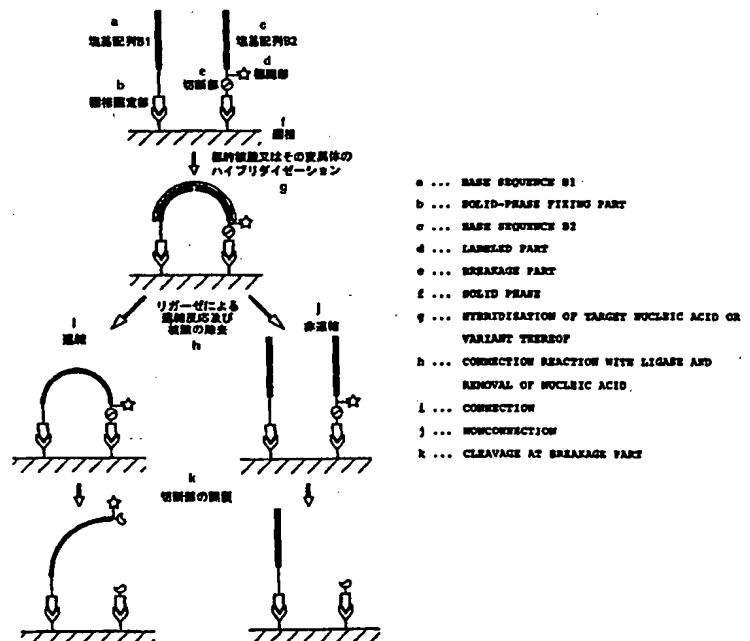 a
塩基配列B1
c
塩基配列B2
d
標識部
e
切断部
b
固相固定部
f
固相
標的核酸又はその変異体の
ハイブリダイゼーション
g
i
連結
リガーゼによる
連結反応及び
核酸の除去
h
j
非連結
k
切断部の開裂
a ... BASE SEQUENCE B1
b ... SOLID-PHASE FIXING PART
c ... BASE SEQUENCE B2
d ... LABELED PART
e ... BREAKAGE PART
f ... SOLID PHASE
g ... HYBRIDIZATION OF TARGET NUCLEIC ACID OR
VARIANT THEREOF
h ... CONNECTION REACTION WITH LIGASE AND
REMOVAL OF NUCLEIC ACID
i ... CONNECTION
j ... NONCONNECTION
k ... CLEAVAGE AT BREAKAGE PART